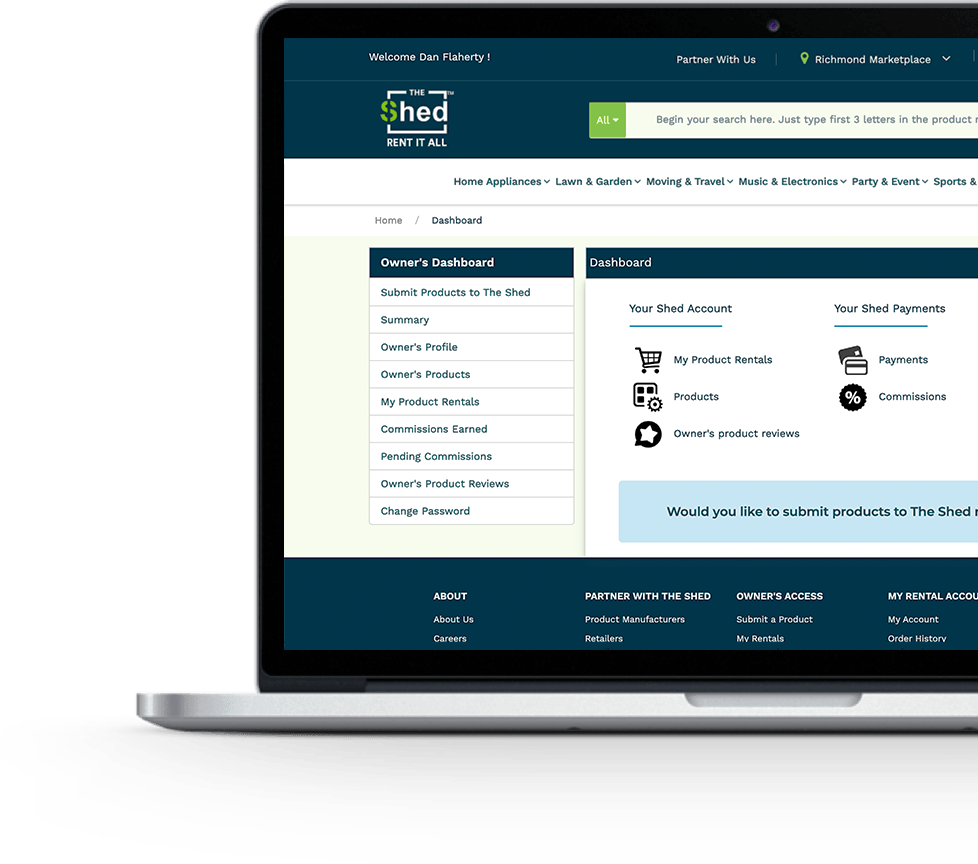 Welcome Dan Flaherty !
Partner With Us
Richmond Marketplace
THE
$hed™
RENT IT ALL
All
Begin your search here. Just type first 3 letters in the product
Home Appliances Lawn & Garden Moving & Travel Music & Electronics Party & Event Sports &
Home / Dashboard
Owner's Dashboard
Submit Products to The Shed
Summary
Owner's Profile
Owner's Products
My Product Rentals
Commissions Earned
Pending Commissions
Owner's Product Reviews
Change Password
Dashboard
Your Shed Account
My Product Rentals
Products
Owner's product reviews
Your Shed Payments
Payments
% Commissions
Would you like to submit products to The Shed
ABOUT
About Us
Careers
PARTNER WITH THE SHED
Product Manufacturers
Retailers
OWNER'S ACCESS
Submit a Product
My Rentals
MY RENTAL ACCOU
My Account
Order History